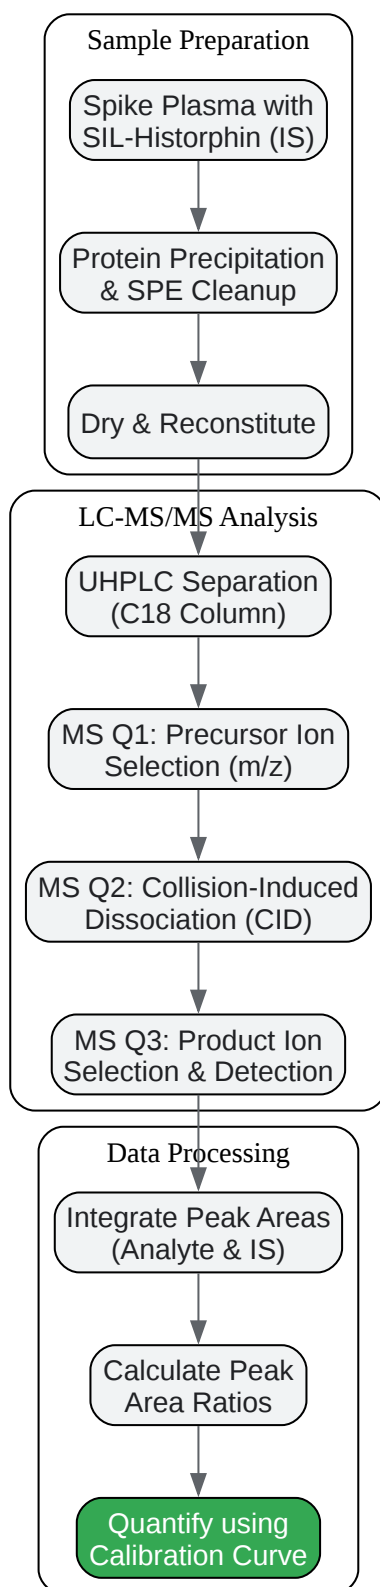 Sample Preparation
Spike Plasma with
SIL-Historphin (IS)
Protein Precipitation
& SPE Cleanup
Dry & Reconstitute
LC-MS/MS Analysis
UHPLC Separation
(C18 Column)
MS Q1: Precursor Ion
Selection (m/z)
MS Q2: Collision-Induced
Dissociation (CID)
MS Q3: Product Ion
Selection & Detection
Data Processing
Integrate Peak Areas
(Analyte & IS)
Calculate Peak
Area Ratios
Quantify using
Calibration Curve